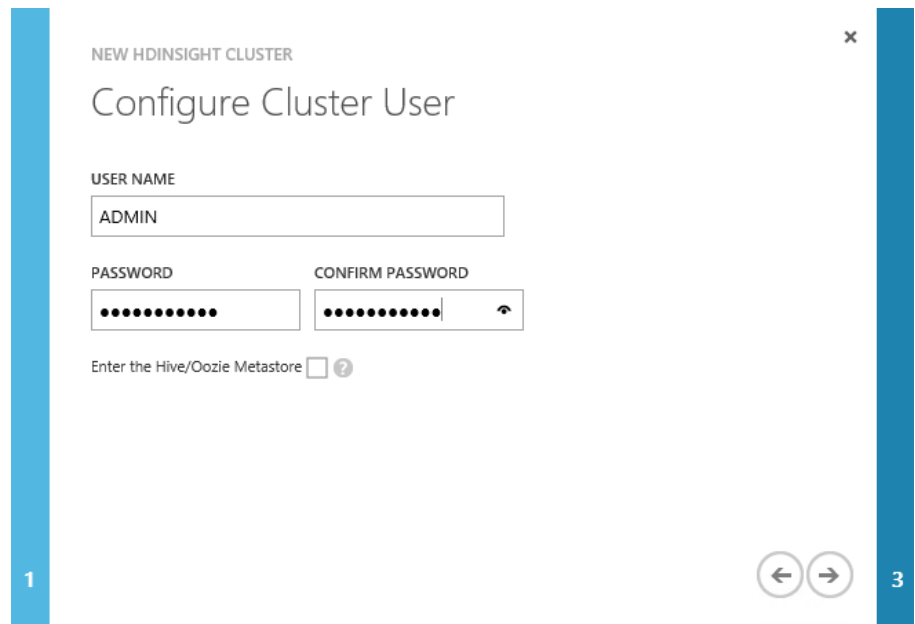 NEW HDINSIGHT CLUSTER
Configure Cluster User
USER NAME
ADMIN
PASSWORD CONFIRM PASSWORD
●●●●●●●●●●● ●●●●●●●●●●●
Enter the Hive/Oozie Metastore ?
1 3